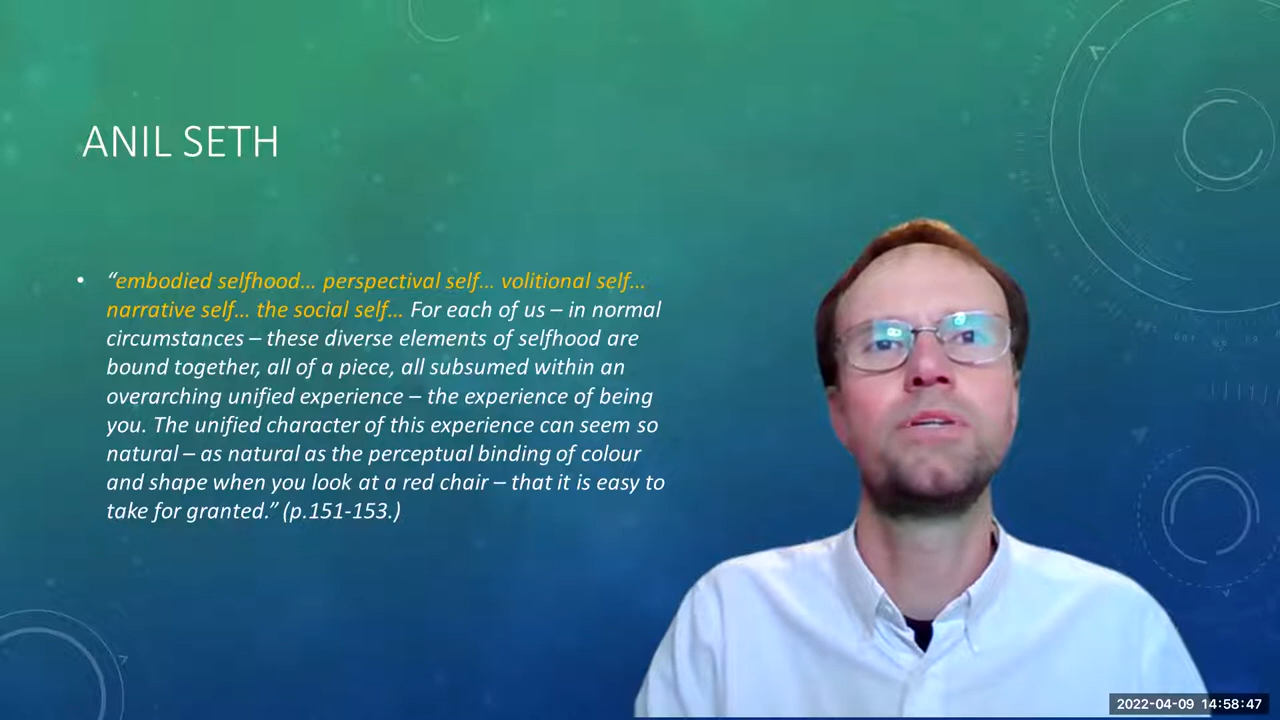 ANIL SETH
• “embodied selfhood... perspectival self... volitional self...
narrative self... the social self... For each of us – in normal
circumstances – these diverse elements of selfhood are
bound together, all of a piece, all subsumed within an
overarching unified experience – the experience of being
you. The unified character of this experience can seem so
natural – as natural as the perceptual binding of colour
and shape when you look at a red chair – that it is easy to
take for granted.” (p.151-153.)
2022-04-09 14:58:47